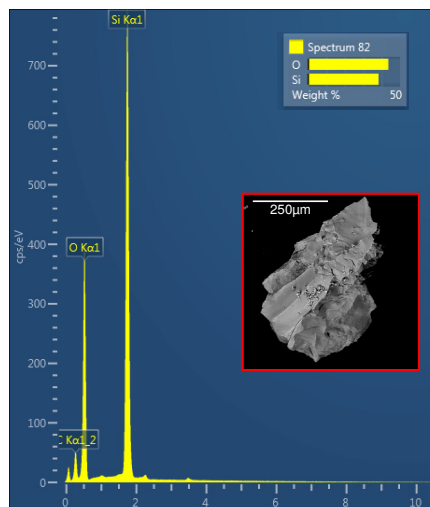 Si Kα1
Spectrum 82
O
Si
Weight % 50
700
600
500
cps/eV
250µm
400
O Kα1
300
200
100
C Kα1_2
0
0 2 4 6 8 10